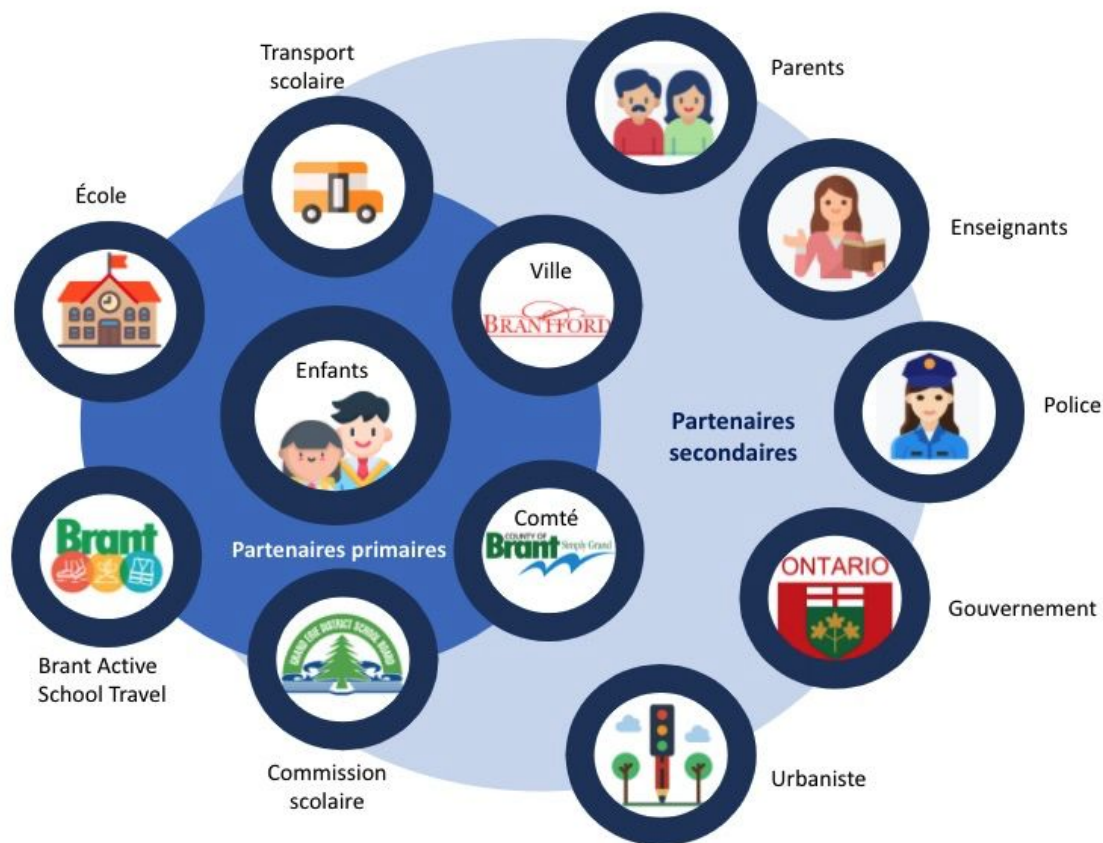 Transport
scolaire
Parents
École
Enseignants
Ville
BRANTFORD
Enfants
Partenaires
secondaires
Police
Comté
COUNTY OF
Brant Simply Grand
Brant
Partenaires primaires
ONTARIO
Gouvernement
GRAND ERIE DISTRICT SCHOOL BOARD
Brant Active
School Travel
Commission
scolaire
Urbaniste